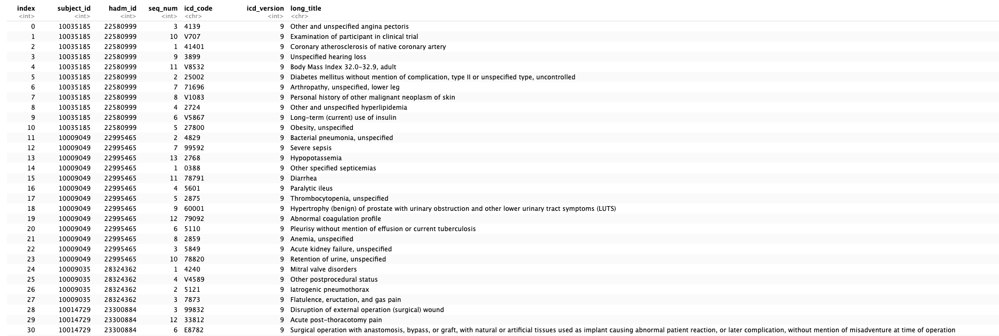 index subject_id hadm_id seq_num icd_code icd_version long_title
<int> <int> <int> <int> <chr> <int> <chr>
0 10035185 22580999 3 4139 9 Other and unspecified angina pectoris
1 10035185 22580999 10 V707 9 Examination of participant in clinical trial
2 10035185 22580999 1 41401 9 Coronary atherosclerosis of native coronary artery
3 10035185 22580999 9 3899 9 Unspecified hearing loss
4 10035185 22580999 11 V8532 9 Body Mass Index 32.0-32.9, adult
5 10035185 22580999 2 25002 9 Diabetes mellitus without mention of complication, type II or unspecified type, uncontrolled
6 10035185 22580999 7 71696 9 Arthropathy, unspecified, lower leg
7 10035185 22580999 8 V1083 9 Personal history of other malignant neoplasm of skin
8 10035185 22580999 4 2724 9 Other and unspecified hyperlipidemia
9 10035185 22580999 6 V5867 9 Long-term (current) use of insulin
10 10035185 22580999 5 27800 9 Obesity, unspecified
11 10009049 22995465 2 4829 9 Bacterial pneumonia, unspecified
12 10009049 22995465 7 99592 9 Severe sepsis
13 10009049 22995465 13 2768 9 Hypopotassemia
14 10009049 22995465 1 0388 9 Other specified septicemias
15 10009049 22995465 11 78791 9 Diarrhea
16 10009049 22995465 4 5601 9 Paralytic ileus
17 10009049 22995465 5 2875 9 Thrombocytopenia, unspecified
18 10009049 22995465 9 60001 9 Hypertrophy (benign) of prostate with urinary obstruction and other lower urinary tract symptoms (LUTS)
19 10009049 22995465 12 79092 9 Abnormal coagulation profile
20 10009049 22995465 6 5110 9 Pleurisy without mention of effusion or current tuberculosis
21 10009049 22995465 8 2859 9 Anemia, unspecified
22 10009049 22995465 3 5849 9 Acute kidney failure, unspecified
23 10009049 22995465 10 78820 9 Retention of urine, unspecified
24 10009035 28324362 1 4240 9 Mitral valve disorders
25 10009035 28324362 4 V4589 9 Other postprocedural status
26 10009035 28324362 2 5121 9 Iatrogenic pneumothorax
27 10009035 28324362 3 7873 9 Flatulence, eructation, and gas pain
28 10014729 23300884 3 99832 9 Disruption of external operation (surgical) wound
29 10014729 23300884 12 33812 9 Acute post-thoracotomy pain
30 10014729 23300884 6 E8782 9 Surgical operation with anastomosis, bypass, or graft, with natural or artificial tissues used as implant causing abnormal patient reaction, or later complication, without mention of misadventure at time of operation